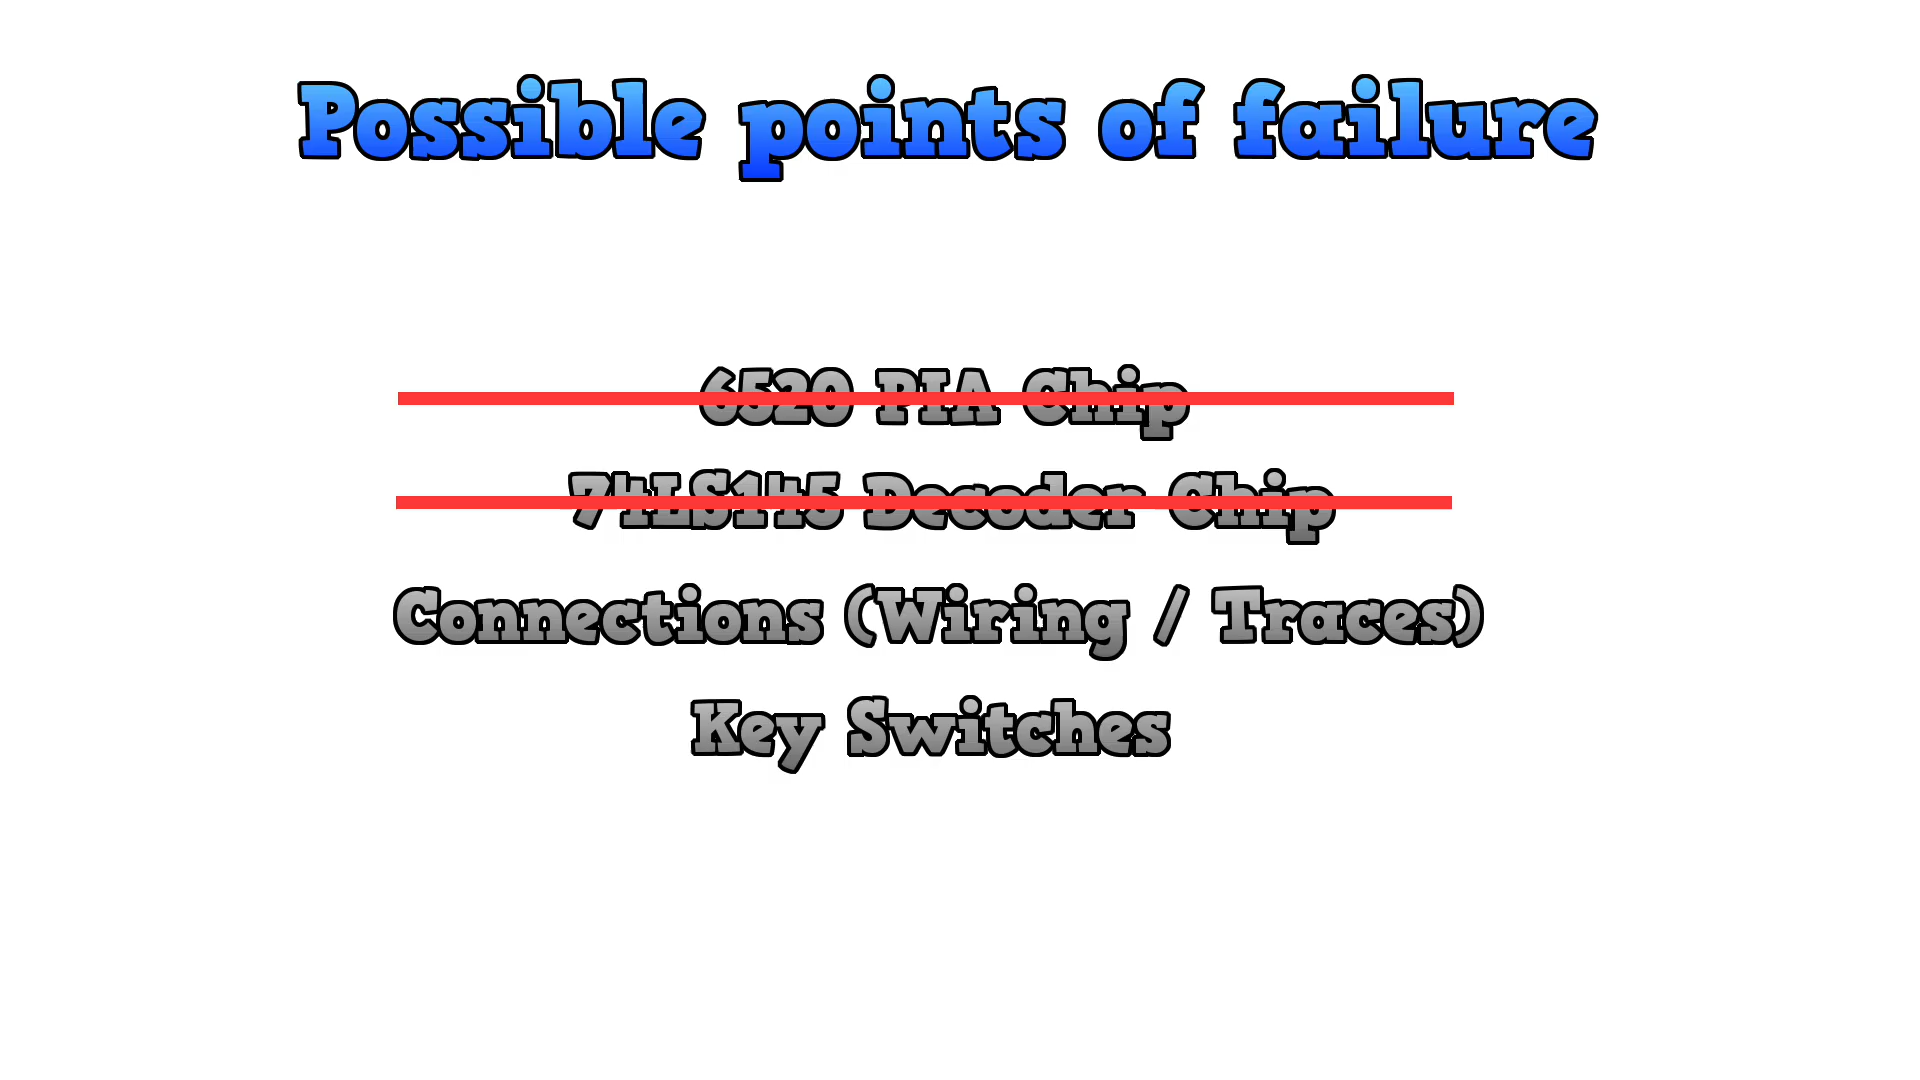 Possible points of failure
6520 PIA Chip
74LS145 Decoder Chip
Connections (Wiring / Traces)
Key Switches